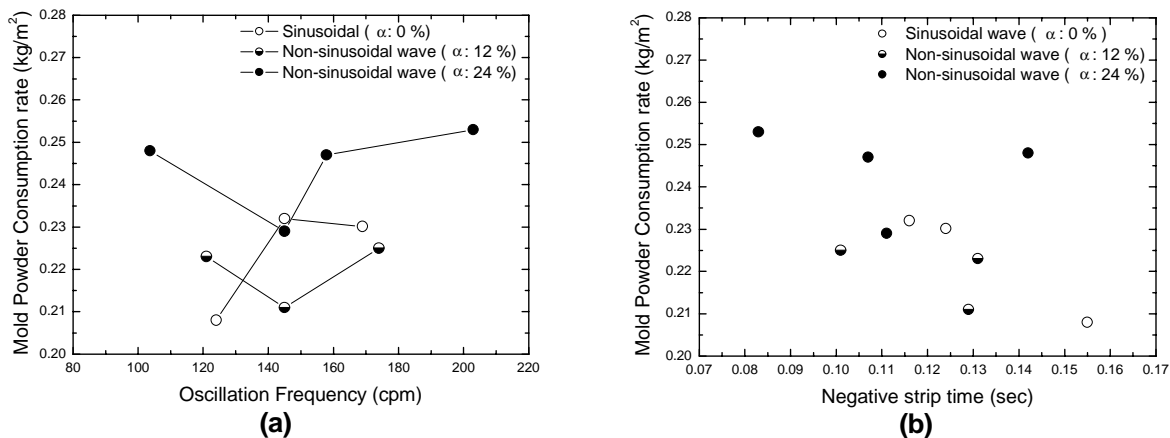 Mold Powder Consumption rate (kg/m²)
0.28
0.27
0.26
0.25
0.24
0.23
0.22
0.21
0.20
Sinusoidal ( α: 0 %)
Non-sinusoidal wave ( α: 12 %)
Non-sinusoidal wave ( α: 24 %)
80 100 120 140 160 180 200 220
Oscillation Frequency (cpm)
(a)
Mold Powder Consumption rate (kg/m²)
0.28
0.27
0.26
0.25
0.24
0.23
0.22
0.21
0.20
Sinusoidal wave ( α: 0% )
Non-sinusoidal wave ( α: 12 %)
Non-sinusoidal wave ( α: 24 %)
0.07 0.08 0.09 0.10 0.11 0.12 0.13 0.14 0.15 0.16 0.17
Negative strip time (sec)
(b)